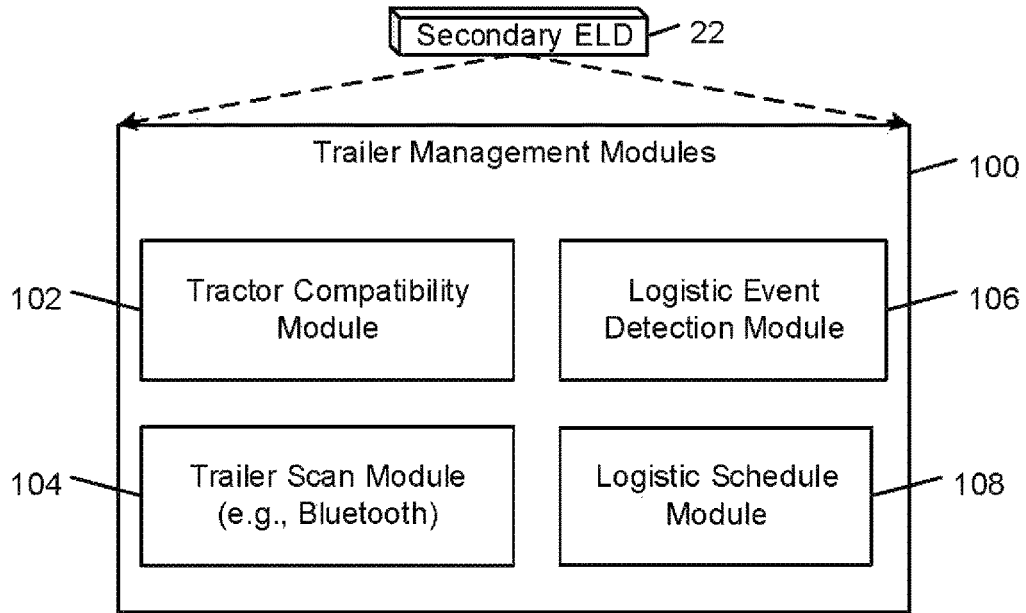 Secondary ELD
22
Trailer Management Modules
100
102
Tractor Compatibility
Module
Logistic Event
Detection Module
106
104
Trailer Scan Module
(e.g., Bluetooth)
Logistic Schedule
Module
108